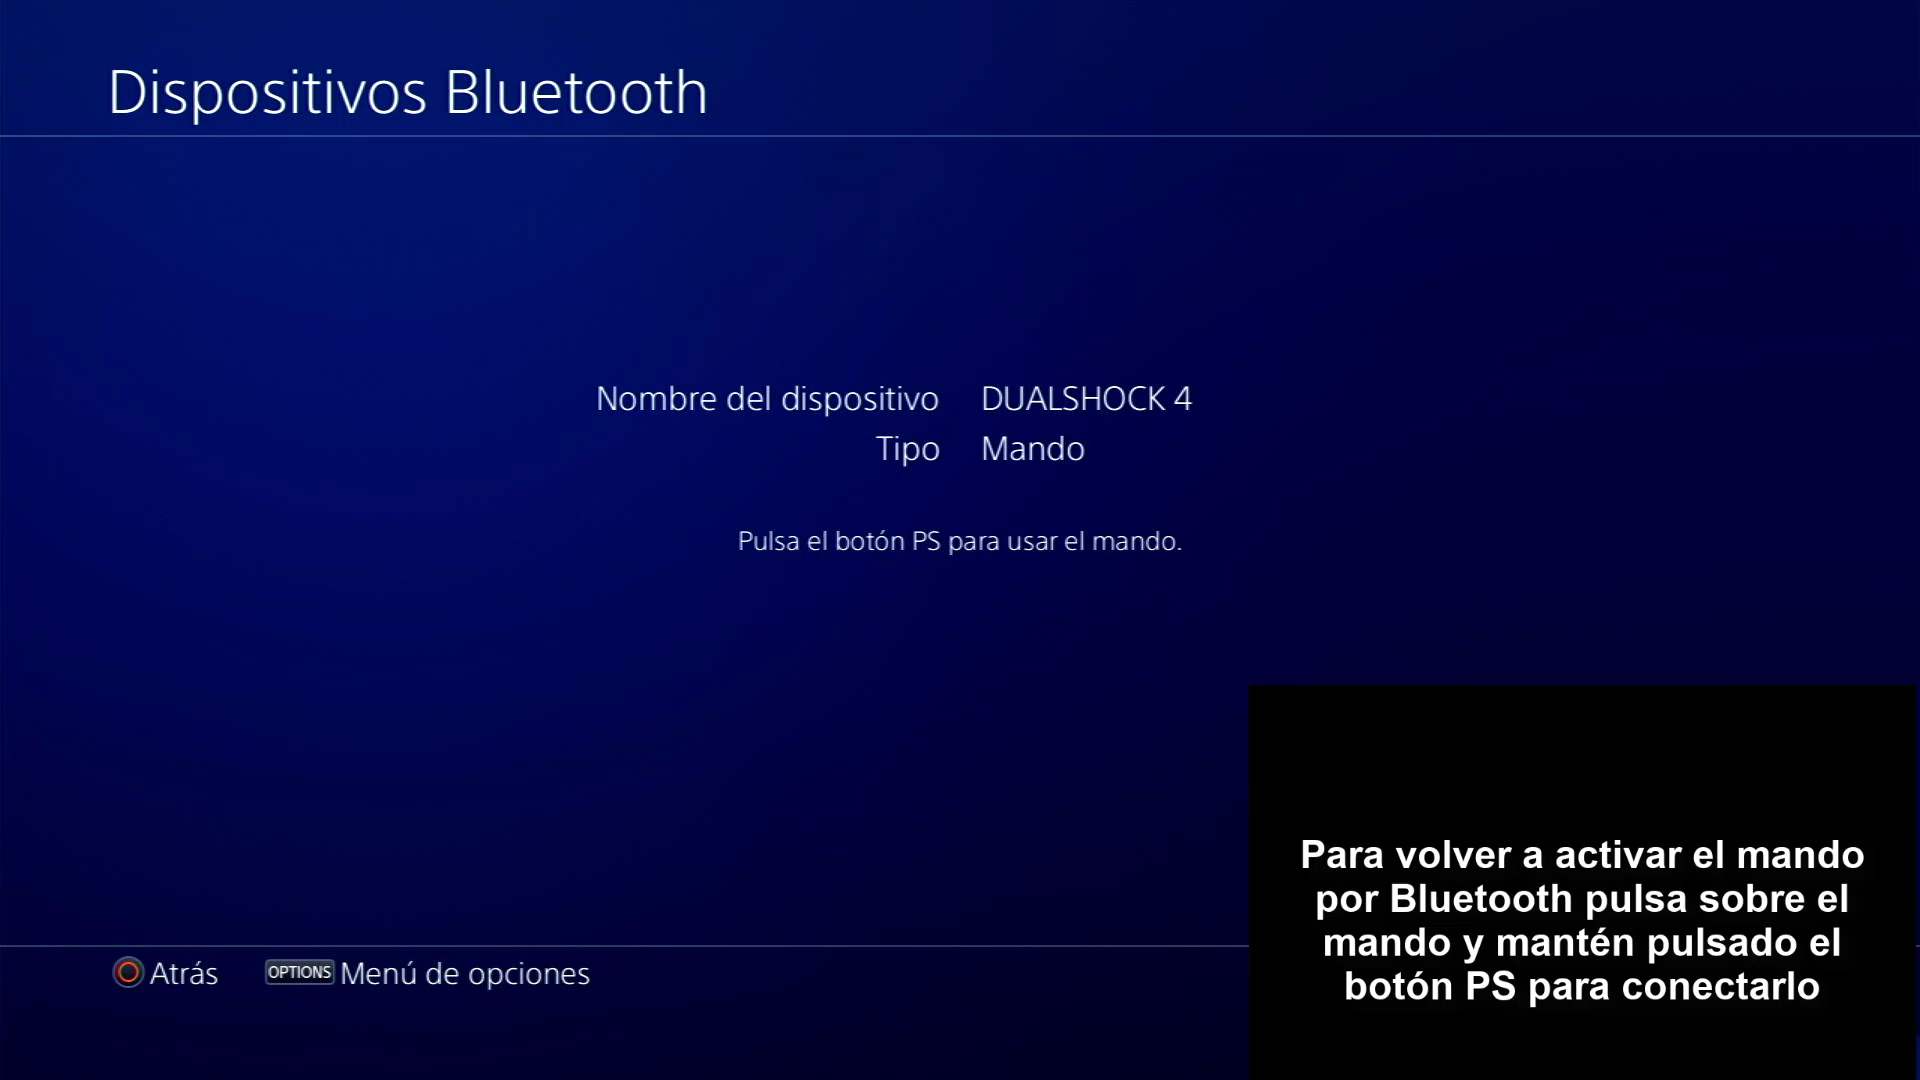 Dispositivos Bluetooth
Nombre del dispositivo DUALSHOCK 4
Tipo Mando
Pulsa el botón PS para usar el mando.
Para volver a activar el mando
por Bluetooth pulsa sobre el
mando y mantén pulsado el
botón PS para conectarlo
Atrás OPTIONS Menú de opciones